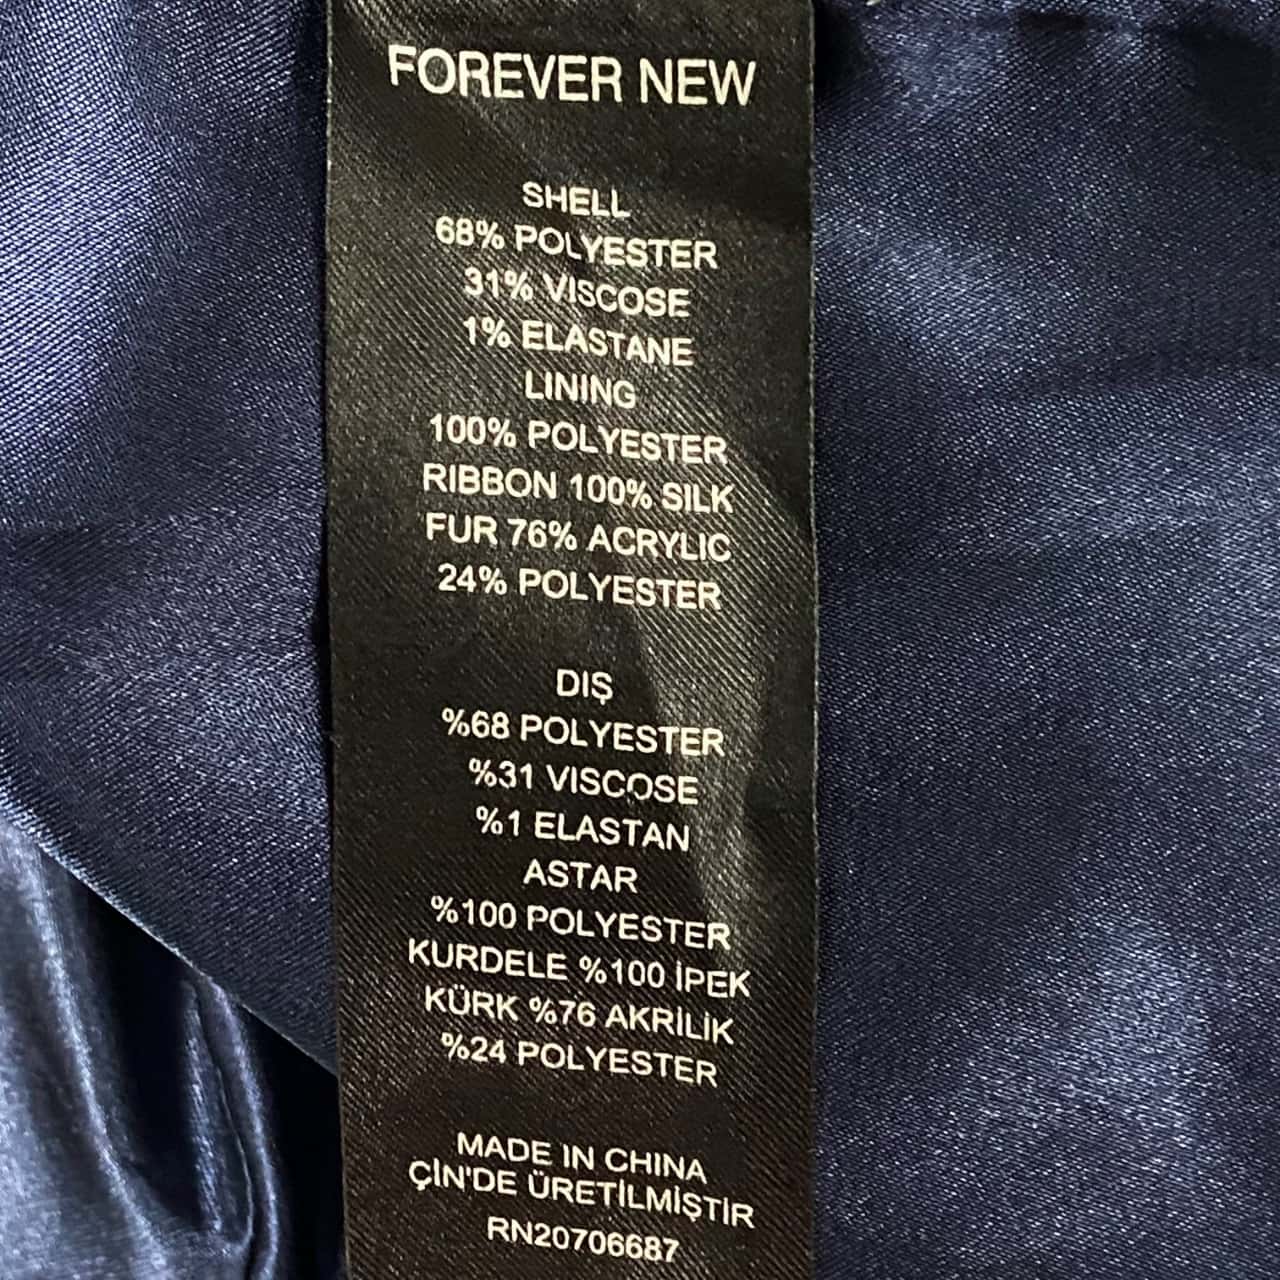 FOREVER NEW
SHELL
68% POLYESTER
31% VISCOSE
1% ELASTANE
LINING
100% POLYESTER
RIBBON 100% SILK
FUR 76% ACRYLIC
24% POLYESTER
DIŞ
%68 POLYESTER
%31 VISCOSE
%1 ELASTAN
ASTAR
%100 POLYESTER
KURDELE %100 İPEK
KÜRK %76 AKRİLİK
%24 POLYESTER
MADE IN CHINA
ÇİN'DE ÜRETİLMİŞTİR
RN20706687